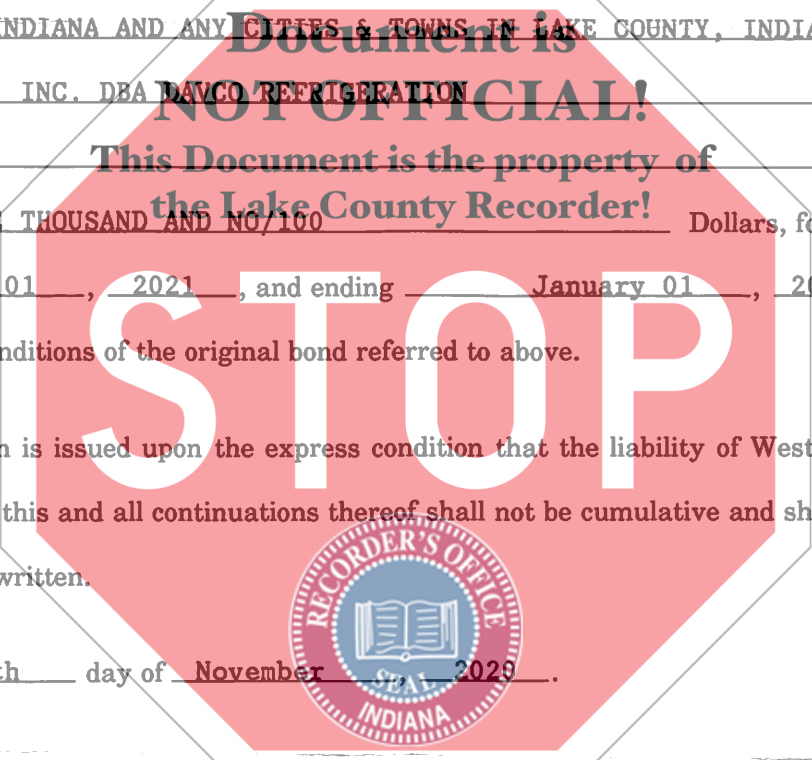 INDIANA AND ANY CITIES & TOWNS IN LAKE COUNTY, INDIA
Document is
INC. DBA DAVCO REFRIGERATION
NOT OFFICIAL!
This Document is the property of
the Lake County Recorder!
THOUSAND AND NO/100 Dollars, fo
01, 2021, and ending January 01, 20
STOP
nditions of the original bond referred to above.
n is issued upon the express condition that the liability of West
this and all continuations thereof shall not be cumulative and sh
written.
RECORDER'S OFFICE
th day of November, 2020.
SEAL
INDIANA